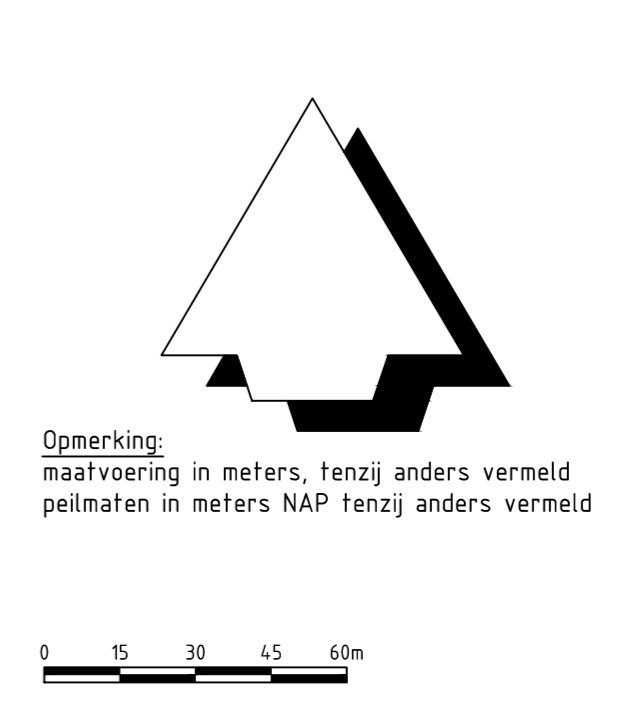 Opmerking:
maatvoering in meters, tenzij anders vermeld
peilmaten in meters NAP tenzij anders vermeld
0 15 30 45 60m